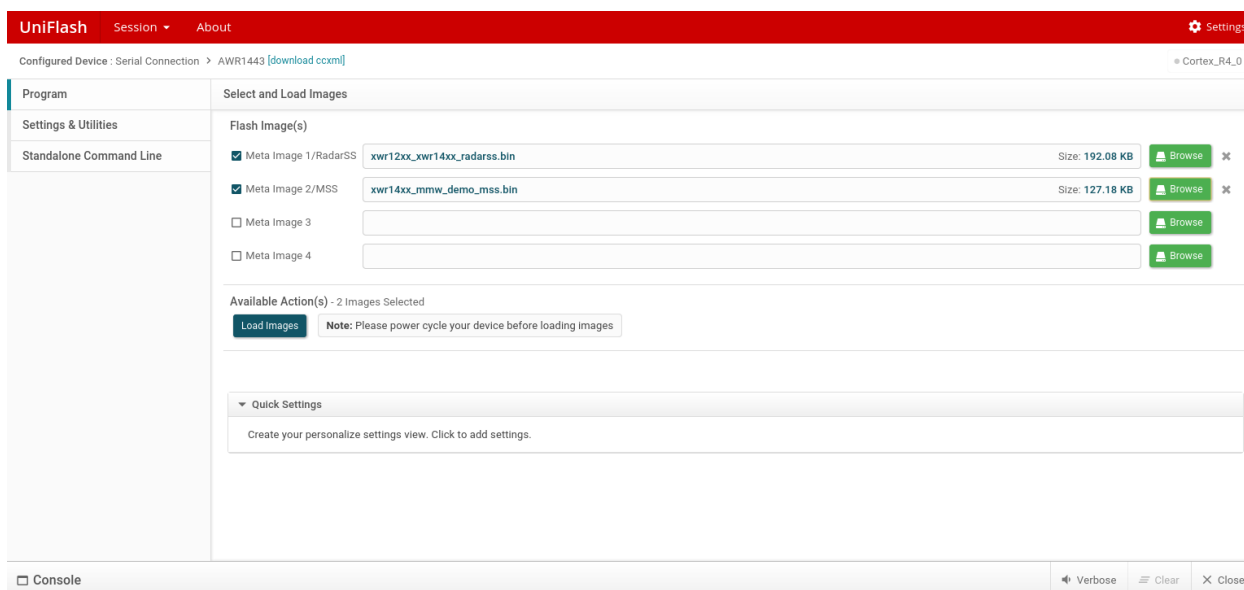 UniFlash Session About Settings
Configured Device : Serial Connection > AWR1443 [download ccxml] Cortex_R4_0
Program
Settings & Utilities
Standalone Command Line
Select and Load Images
Flash Image(s)
Meta Image 1/RadarSS xwr12xx_xwr14xx_radarss.bin Size: 192.08 KB Browse
Meta Image 2/MSS xwr14xx_mmw_demo_mss.bin Size: 127.18 KB Browse
Meta Image 3 Browse
Meta Image 4 Browse
Available Action(s) - 2 Images Selected
Load Images Note: Please power cycle your device before loading images
Quick Settings
Create your personalize settings view. Click to add settings.
Console Verbose Clear Close